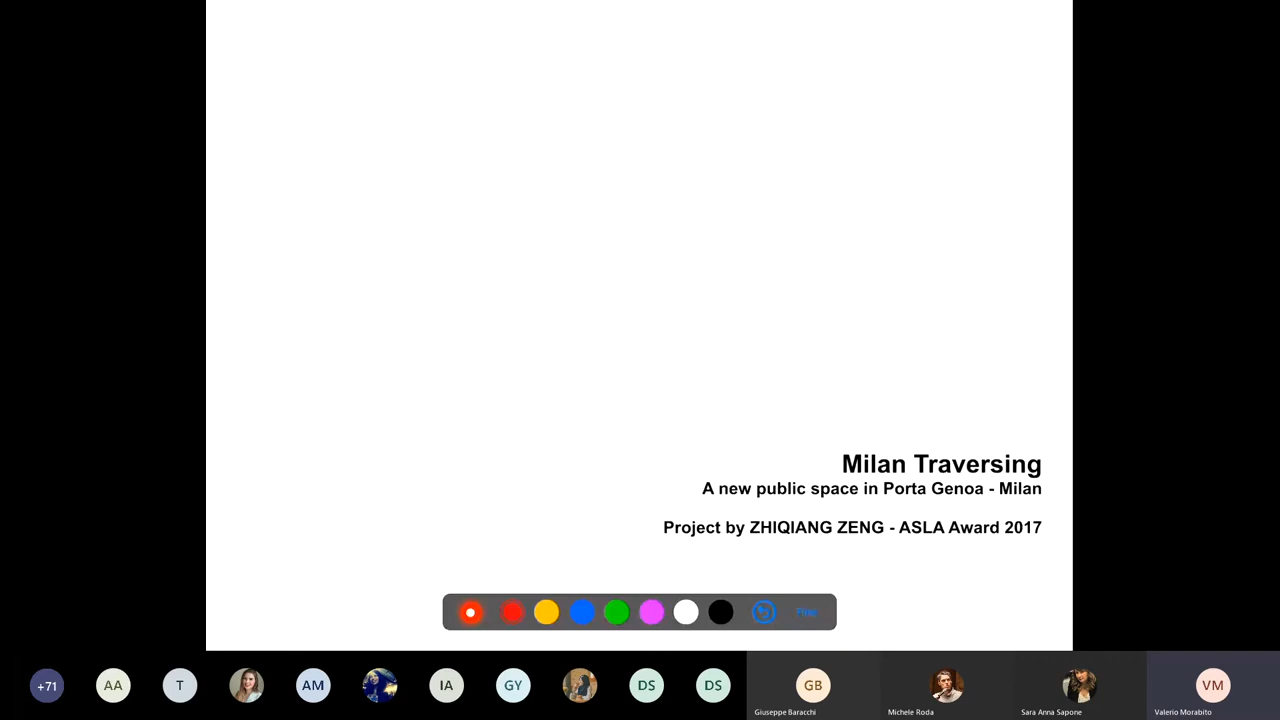 Milan Traversing
A new public space in Porta Genoa - Milan
Project by ZHIQIANG ZENG - ASLA Award 2017
+71
AA
T
AM
IA
GY
DS
DS
GB
VM
Giuseppe Baracchi
Michele Roda
Sara Anna Sapone
Valerio Morabito